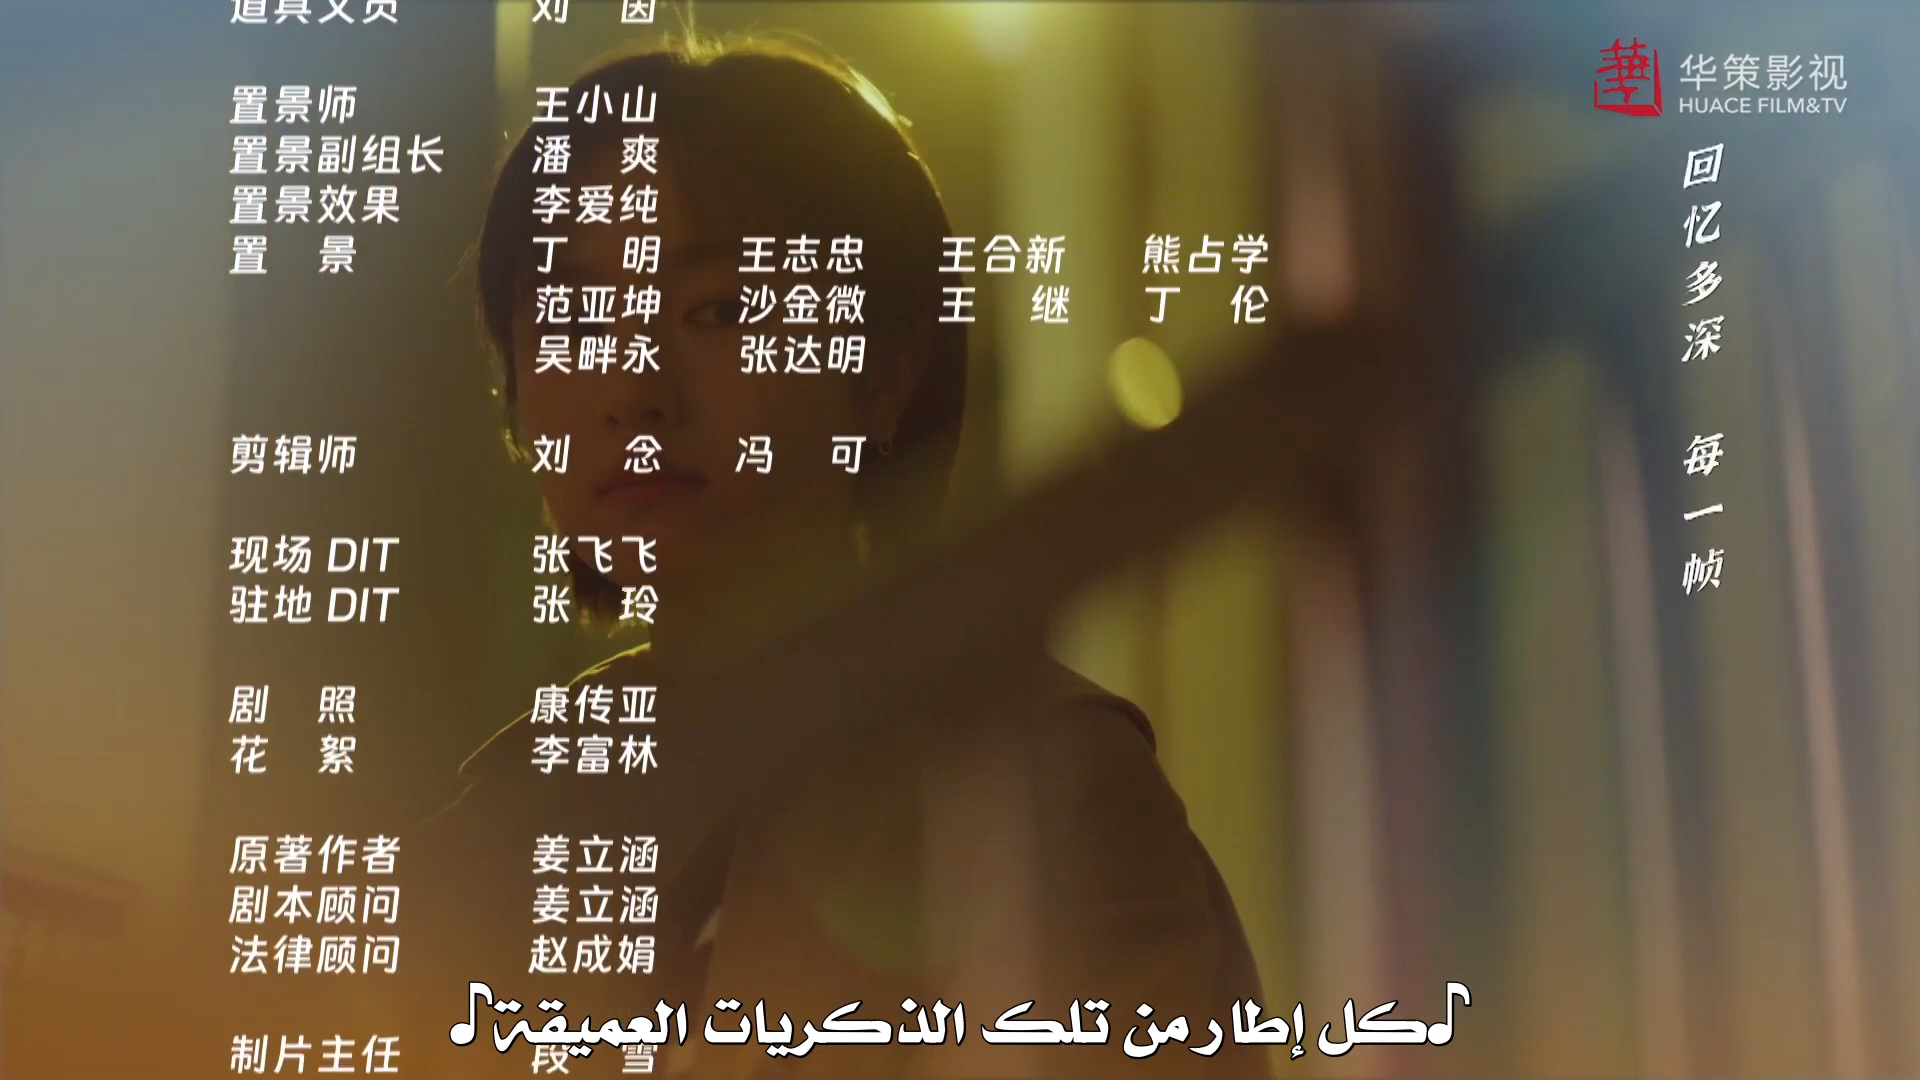 道具文员 刘茵
置景师 王小山
置景副组长 潘爽
置景效果 李爱纯
置景 丁明 王志忠 王合新 熊占学
范亚坤 沙金微 王继 丁伦
吴畔永 张达明
剪辑师 刘念 冯可
现场 DIT 张飞飞
驻地 DIT 张玲
剧照 康传亚
花絮 李富林
原著作者 姜立涵
剧本顾问 姜立涵
法律顾问 赵成娟
制片主任 段雪
华策影视
HUACE FILM&TV
回忆多深 每一帧
♪كل إطار من تلك الذكريات العميقة♪